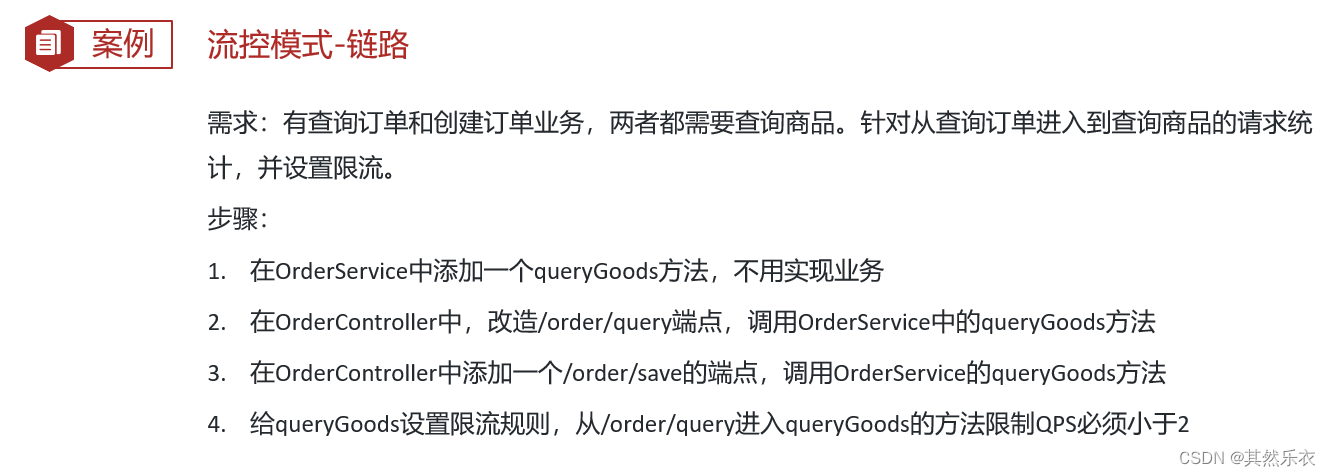 案例
流控模式-链路
需求：有查询订单和创建订单业务，两者都需要查询商品。针对从查询订单进入到查询商品的请求统
计，并设置限流。
步骤：
1. 在OrderService中添加一个queryGoods方法，不用实现业务
2. 在OrderController中，改造/order/query端点，调用OrderService中的queryGoods方法
3. 在OrderController中添加一个/order/save的端点，调用OrderService的queryGoods方法
4. 给queryGoods设置限流规则，从/order/query进入queryGoods的方法限制QPS必须小于2
CSDN @其然乐衣